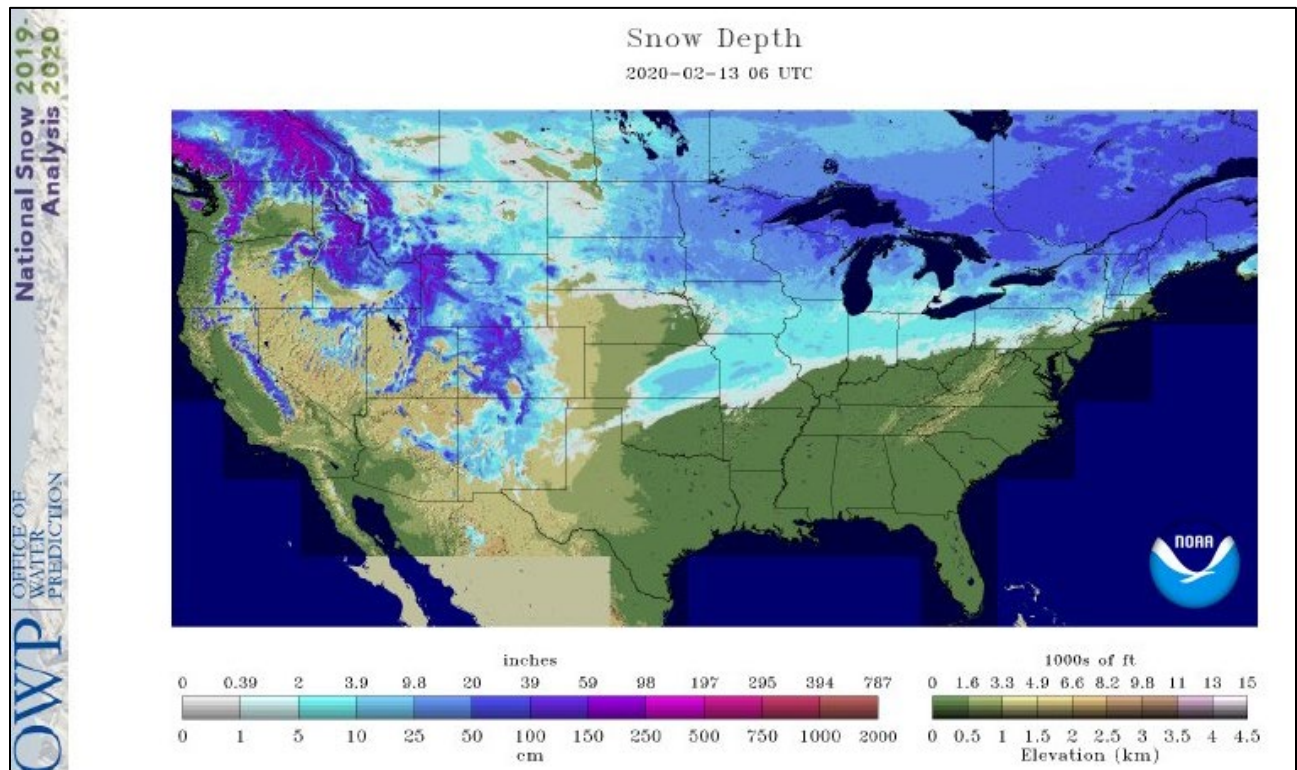 National Snow 2019-
Analysis 2020
OWP
OFFICE OF
WATER
PREDICTION
Snow Depth
2020-02-13 06 UTC
NOAA
inches
0 0.39 2 3.9 9.8 20 39 59 98 197 295 394 787
0 1 5 10 25 50 100 150 250 500 750 1000 2000
cm
1000s of ft
0 1.6 3.3 4.9 6.6 8.2 9.8 11 13 15
0 0.5 1 1.5 2 2.5 3 3.5 4 4.5
Elevation (km)